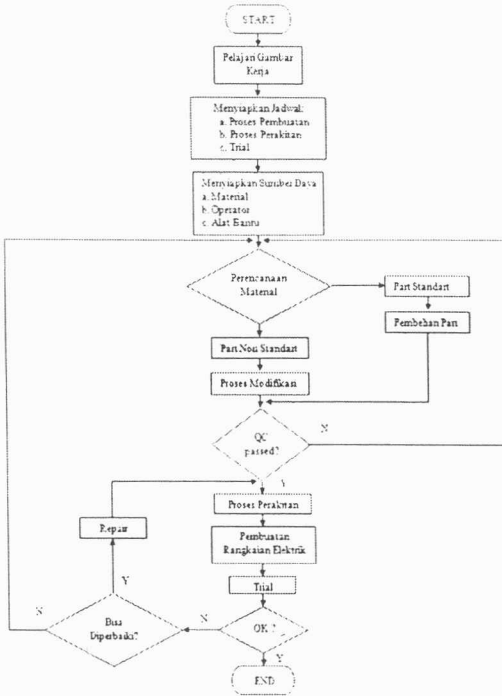 START
Pelajari Gambar
Kerja
Menyiapkan Jadwal:
a. Proses Pembuatan
b. Proses Perakitan
c. Trial
Menyiapkan Sumber Daya
a. Material
b. Operator
c. Alat Bantu
Perencanaan
Material
Part Standart
Pembelian Part
Part Non Standart
Proses Modifikasi
QC
passed?
N
Y
Proses Perakitan
Pembuatan
Rangkaian Elektrik
Repair
Trial
Y
N
Bisa
Diperbaiki?
N
OK ?
Y
END